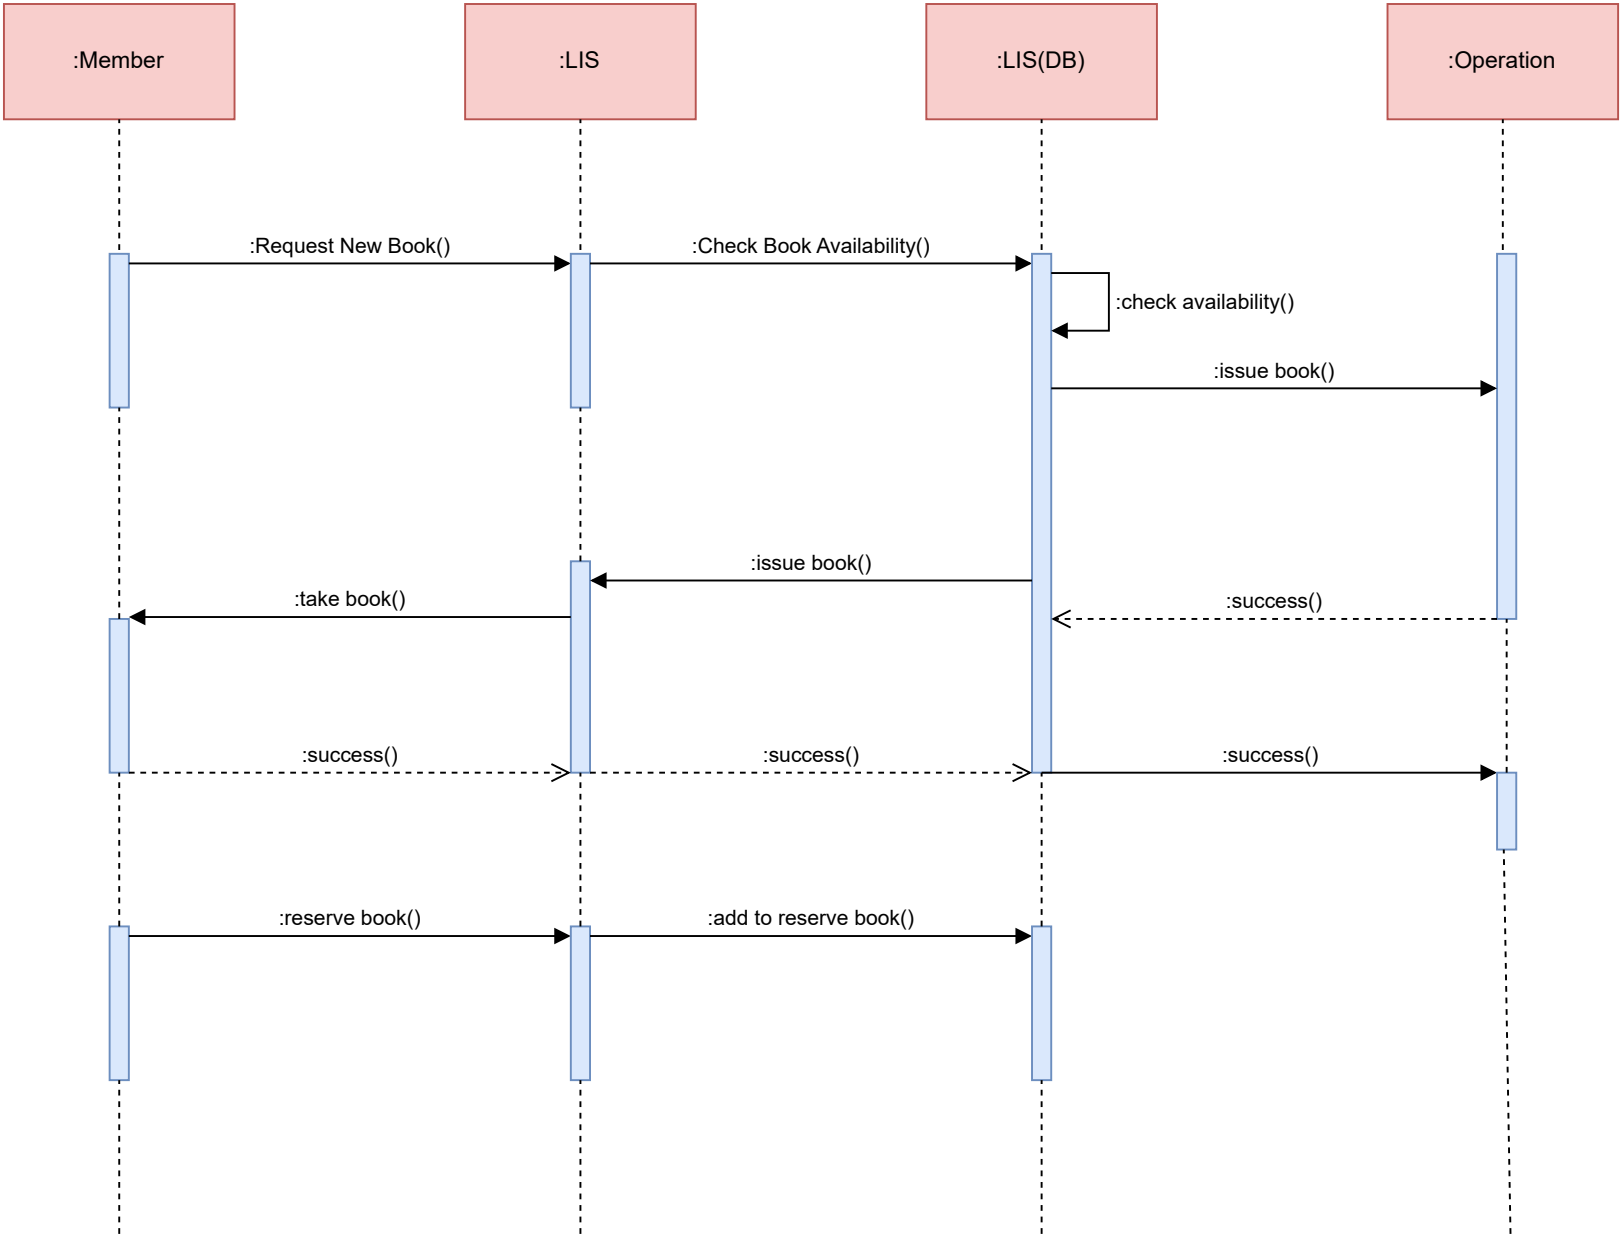 :Member
:LIS
:LIS(DB)
:Operation
:Request New Book()
:Check Book Availability()
:check availability()
:issue book()
:issue book()
:take book()
:success()
:success()
:success()
:success()
:reserve book()
:add to reserve book()